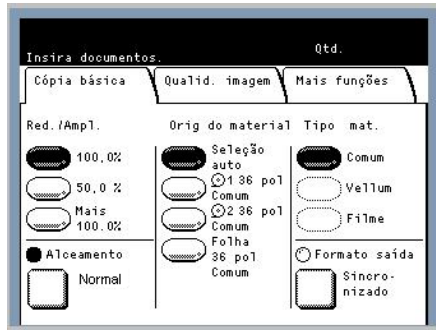 Qtd.
Insira documentos.
Cópia básica
Qualid. imagem
Mais funções
Red./Ampl.
100,0%
50,0 %
Mais
100.0%
Alceamento
Normal
Orig do material
Seleção
auto
1 36 pol
Comum
2 36 pol
Comum
Folha
36 pol
Comum
Tipo mat.
Comum
Vellum
Filme
Formato saída
Sincro-
nizado